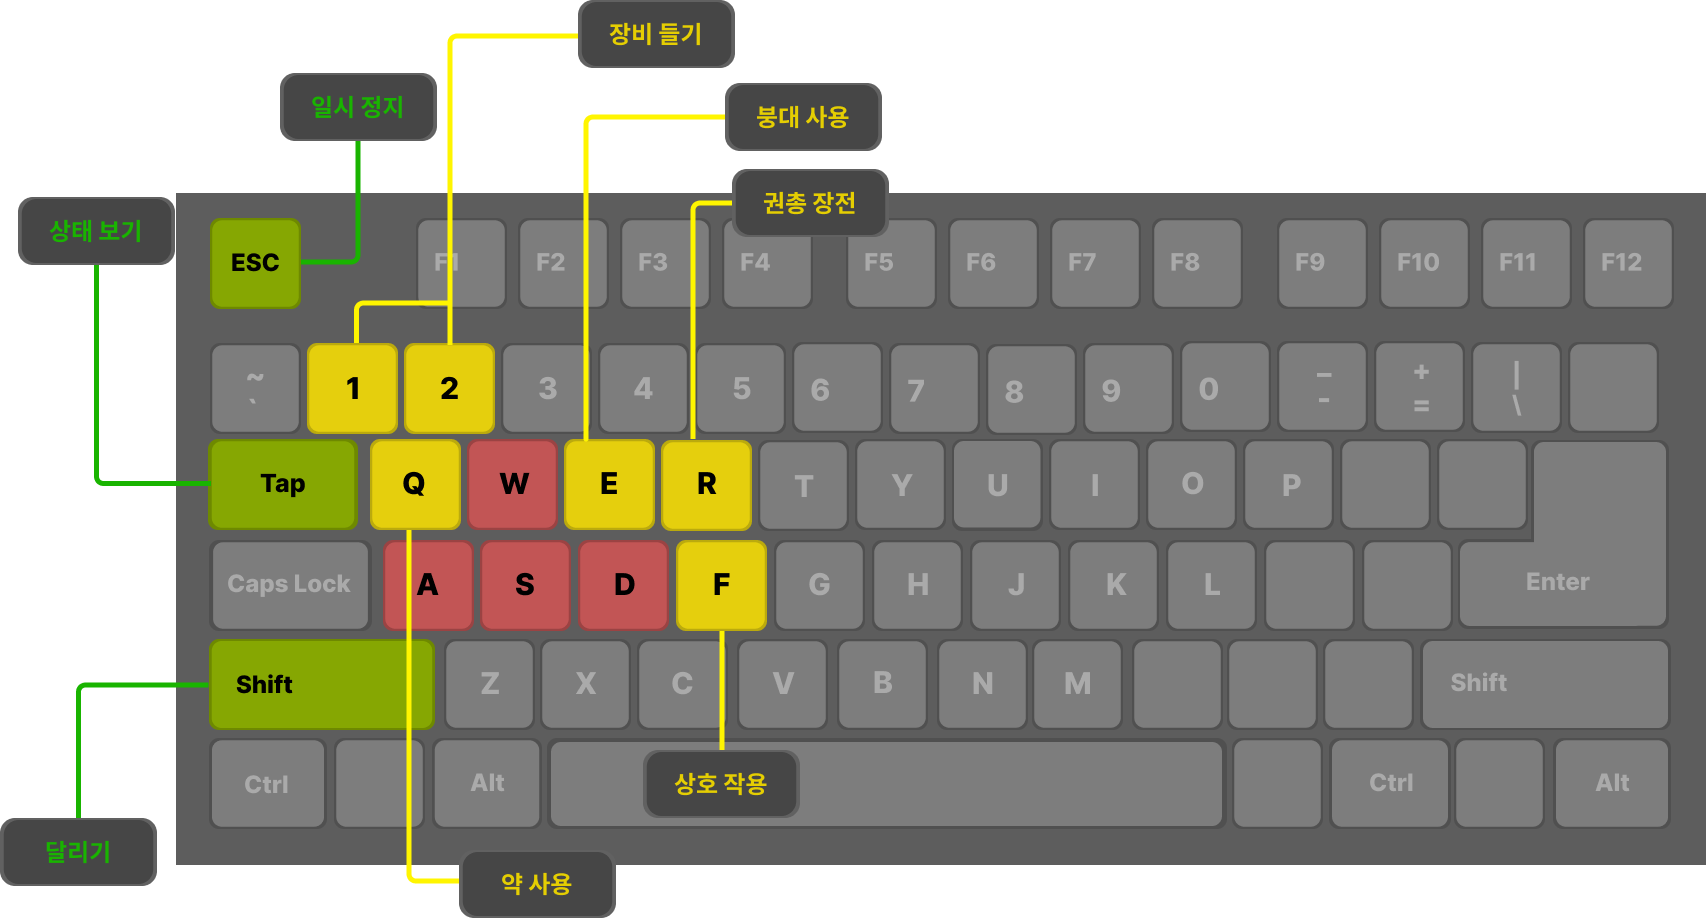 장비 들기
일시 정지
붕대 사용
권총 장전
상태 보기
ESC
F1
F2
F3
F4
F5
F6
F7
F8
F9
F10
F11
F12
~
`
1
2
3
4
5
6
7
8
9
0
–
-
+
=
|
\
Tap
Q
W
E
R
T
Y
U
I
O
P
Caps Lock
A
S
D
F
G
H
J
K
L
Enter
Shift
Z
X
C
V
B
N
M
Shift
Ctrl
Alt
상호 작용
Ctrl
Alt
달리기
약 사용